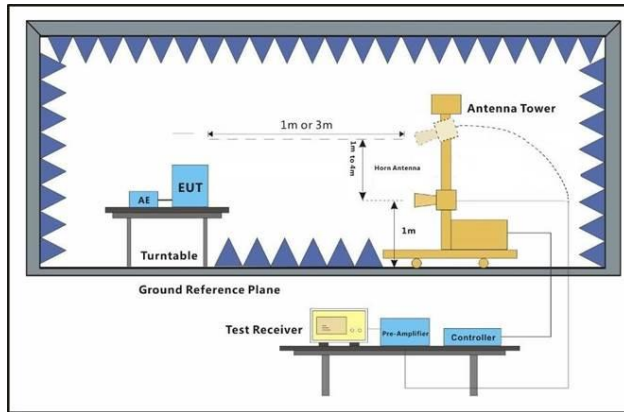 Antenna Tower
1m or 3m
1m to 4m
Horn Antenna
EUT
AE
1m
Turntable
Ground Reference Plane
Test Receiver
Pre-Amplifier
Controller